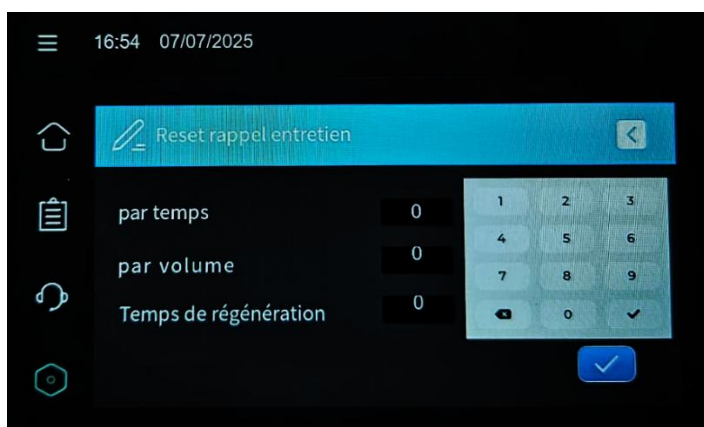 16:54 07/07/2025
Reset rappel entretien
par temps 0
par volume 0
Temps de régénération 0
1 2 3
4 5 6
7 8 9
0